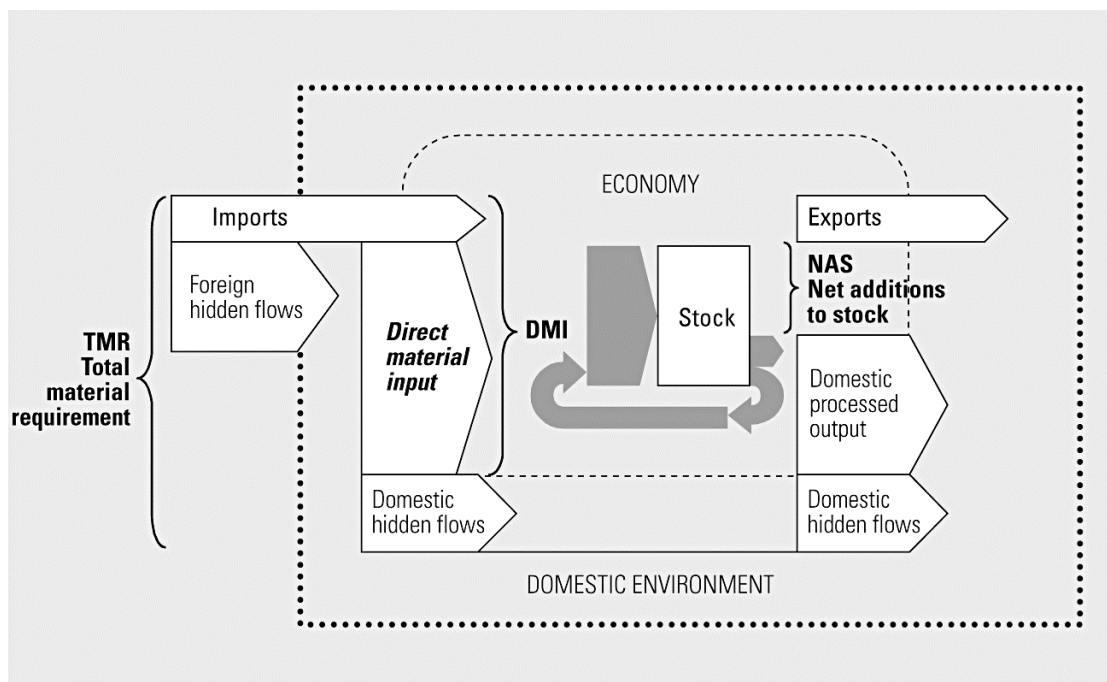 ECONOMY
Imports
Exports
Foreign
hidden flows
NAS
Net additions
to stock
TMR
Total
material
requirement
Direct
material
input
DMI
Stock
Domestic
processed
output
Domestic
hidden flows
Domestic
hidden flows
DOMESTIC ENVIRONMENT